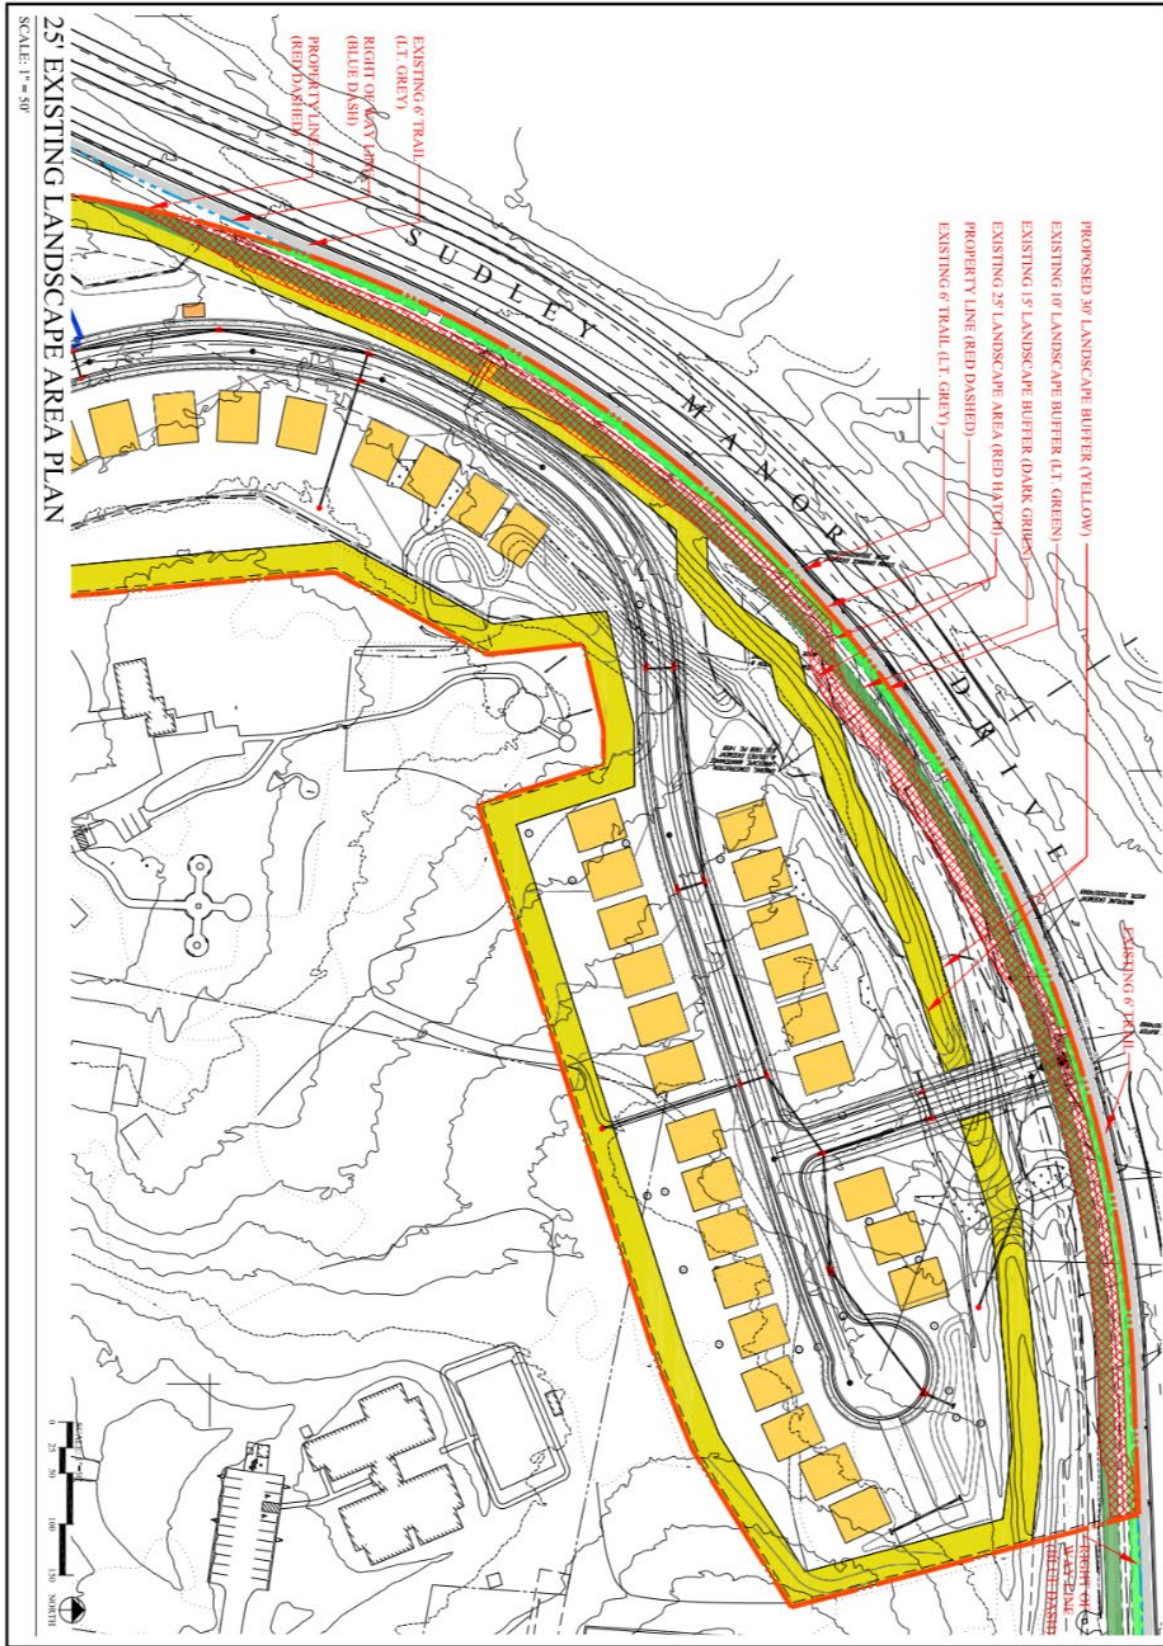 25' EXISTING LANDSCAPE AREA PLAN
SCALE: 1" = 50'
PROPOSED 30' LANDSCAPE BUFFER (YELLOW)
EXISTING 10' LANDSCAPE BUFFER (LT. GREEN)
EXISTING 15' LANDSCAPE BUFFER (DARK GREEN)
EXISTING 25' LANDSCAPE AREA (RED HATCH)
PROPERTY LINE (RED DASHED)
EXISTING 6' TRAIL (LT. GREY)
EXISTING 6' TRAIL
(LT. GREY)
RIGHT OF WAY LINE
(BLUE DASH)
PROPERTY LINE
(RED DASHED)
SUDLEY MANOR DRIVE
EXISTING 6' TRAIL
RIGHT OF
WAY LINE
(BLUE DASH)
0 25 50 100 150
NORTH